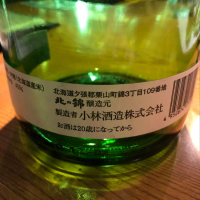 北海道夕張郡栗山町錦3丁目109番地
北の錦醸造元
製造者 小林酒造株式会社
お酒は20歳になってから